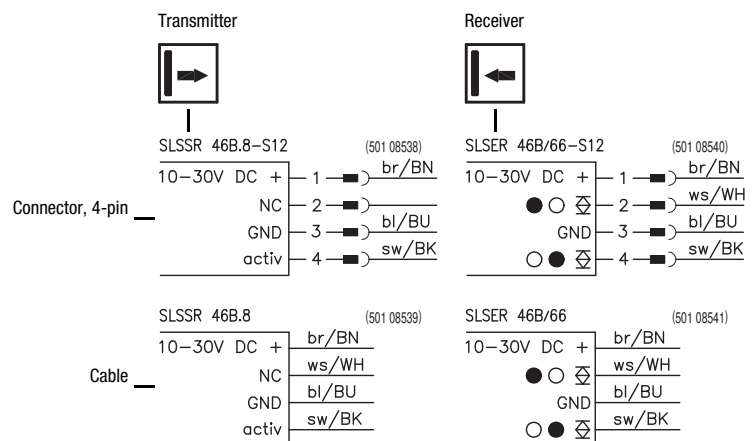 Transmitter
Receiver
SLSSR 46B.8–S12 (501 08538)
10–30V DC + 1 br/BN
NC 2
GND 3 bl/BU
activ 4 sw/BK
SLSER 46B/66–S12 (501 08540)
10–30V DC + 1 br/BN
2 ws/WH
GND 3 bl/BU
4 sw/BK
Connector, 4-pin
SLSSR 46B.8 (501 08539)
10–30V DC + br/BN
NC ws/WH
GND bl/BU
activ sw/BK
SLSER 46B/66 (501 08541)
10–30V DC + br/BN
ws/WH
GND bl/BU
sw/BK
Cable